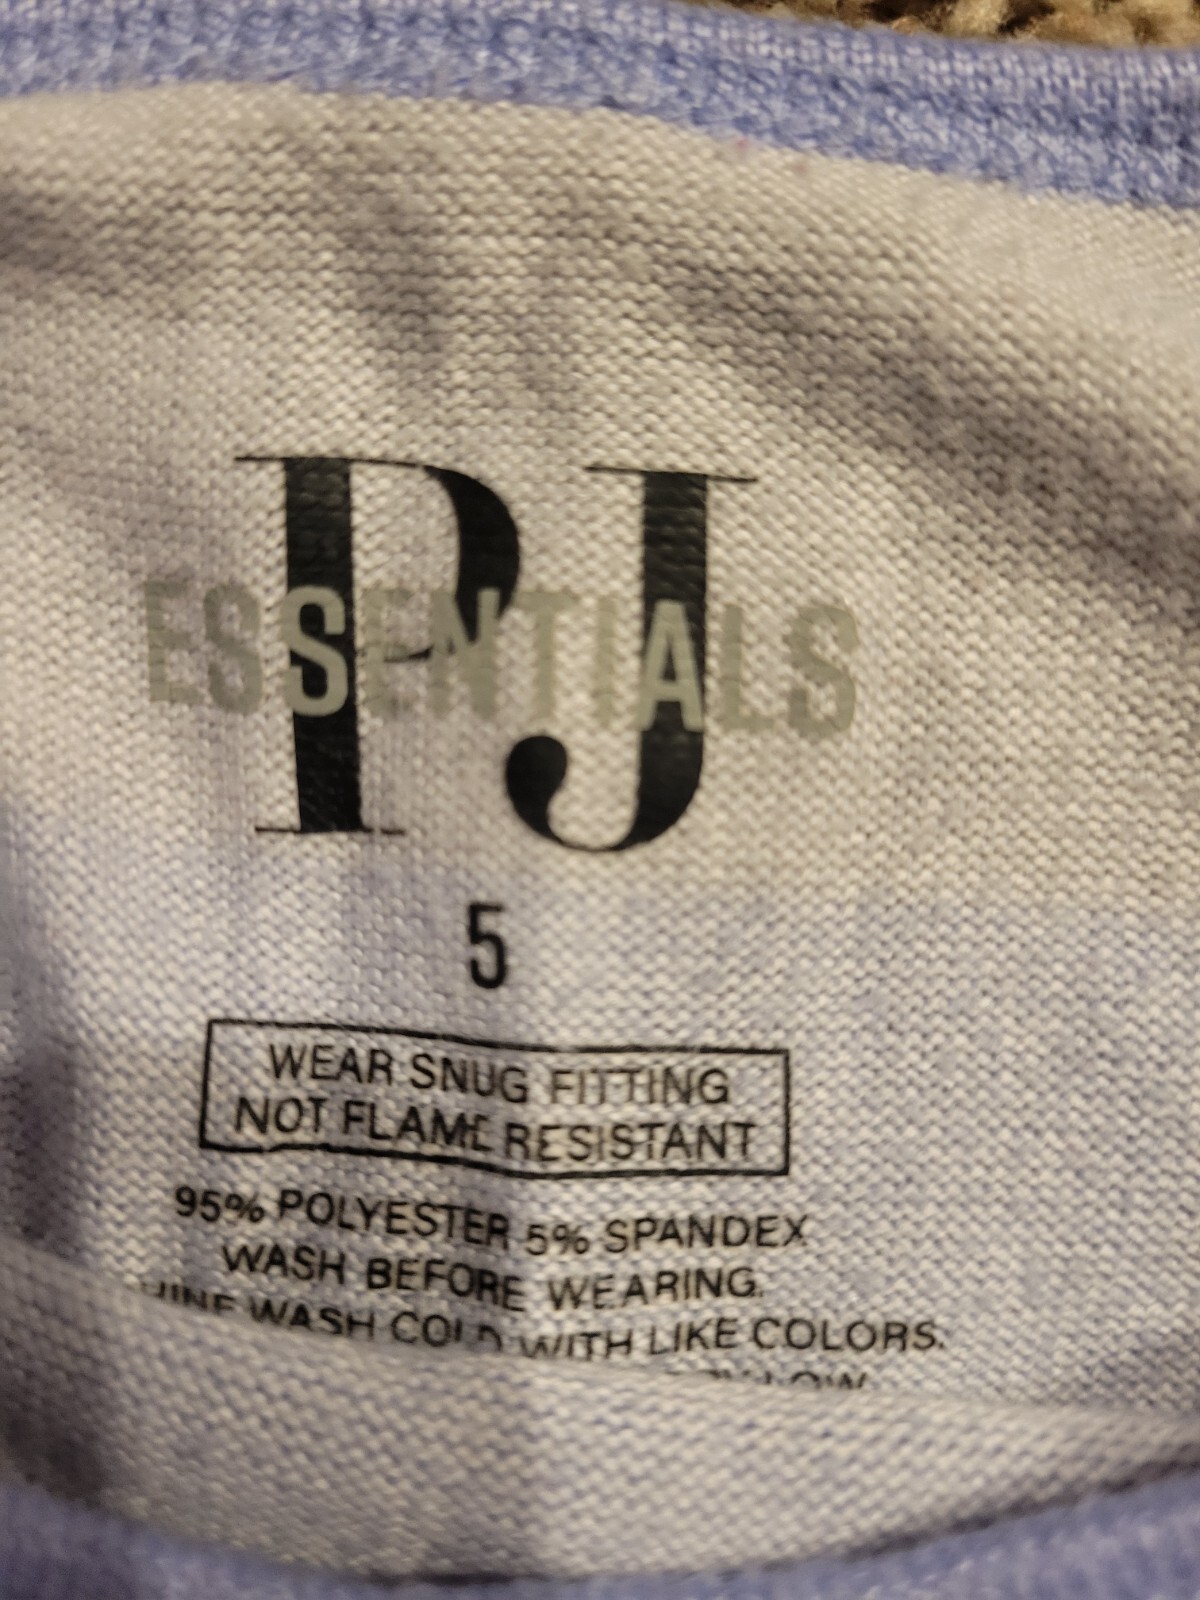 PJ
ESSENTIALS
5
WEAR SNUG FITTING
NOT FLAME RESISTANT
95% POLYESTER 5% SPANDEX
WASH BEFORE WEARING.
WASH COLD WITH LIKE COLORS.
LOW